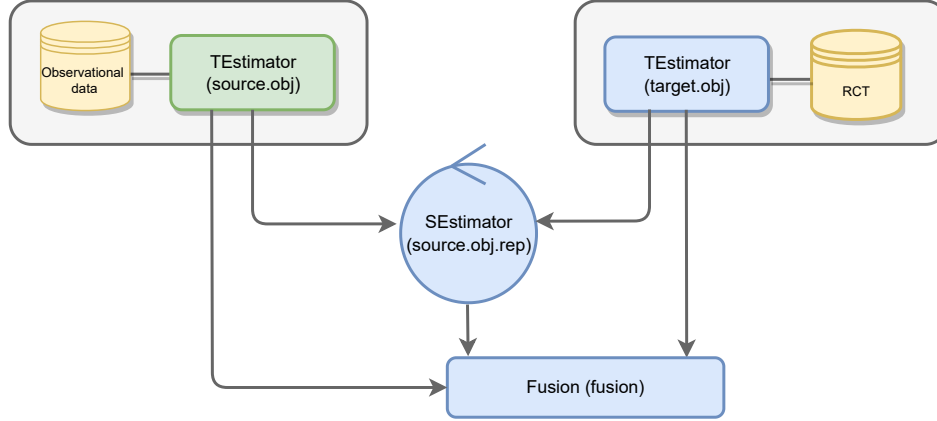 Observational
data
TEstimator
(source.obj)
TEstimator
(target.obj)
RCT
SEstimator
(source.obj.rep)
Fusion (fusion)